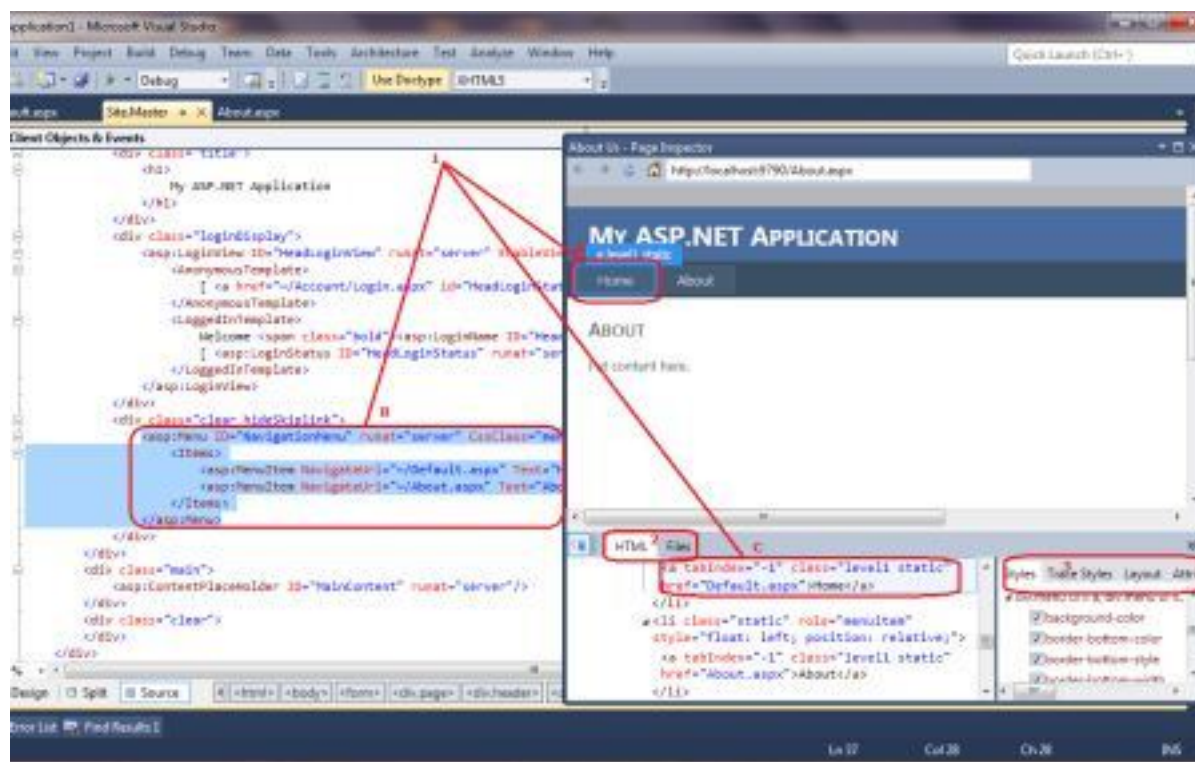 Application1 - Microsoft Visual Studio
View Project Build Debug Team Data Tools Architecture Test Analyze Window Help
Quick Launch (Ctrl+ )
Debug
Use Doctype XHTML5
Site.Master
About.aspx
Client Objects & Events
<div class="title">
<h1>
My ASP.NET Application
</h1>
</div>
<div class="loginDisplay">
<asp:LoginView ID="HeadLoginView" runat="server"
<AnonymousTemplate>
[ <a href="~/Account/Login.aspx" id="HeadLoginStat
</AnonymousTemplate>
<LoggedInTemplate>
Welcome <span class="bold"><asp:LoginName ID="Head
[ <asp:LoginStatus ID="HeadLoginStatus" runat="ser
</LoggedInTemplate>
</asp:LoginView>
</div>
<div class="clear hideSkiplink">
<asp:Menu ID="NavigationMenu" runat="server" CssClass="men
<Items>
<asp:MenuItem NavigateUrl="~/Default.aspx" Text="H
<asp:MenuItem NavigateUrl="~/About.aspx" Text="Abo
</Items>
</asp:Menu>
</div>
</div>
<div class="main">
<asp:ContentPlaceHolder ID="MainContent" runat="server"/>
</div>
<div class="clear">
</div>
</div>
Design Split Source <html> <body> <form> <div.page> <div.header>
Error List Find Results 1
1
B
About Us - Page Inspector
http://localhost:9790/About.aspx
MY ASP.NET APPLICATION
a.level1 static
Home About
ABOUT
Put content here.
HTML 2 Files C
<a tabindex="-1" class="level1 static"
href="Default.aspx">Home</a>
</li>
<li class="static" role="menuitem"
style="float: left; position: relative;">
<a tabindex="-1" class="level1 static"
href="About.aspx">About</a>
</li>
Styles 3 Trace Styles Layout Att
background-color
border-bottom-color
border-bottom-style
border-bottom-width
Ln 37 Col 28 Ch 28 INS